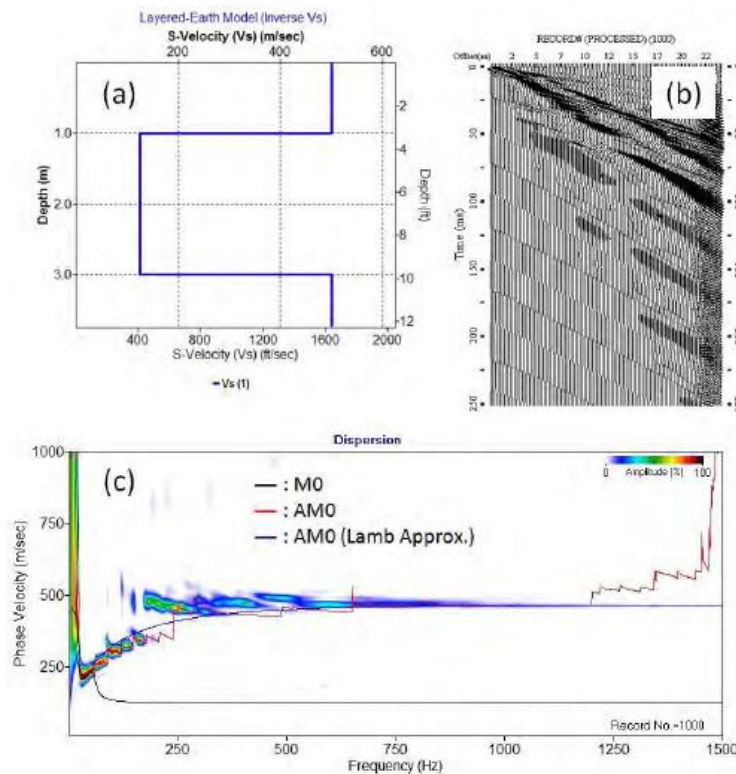 Layered-Earth Model (Inverse Vs)
S-Velocity (Vs) (m/sec)
200 400 600
(a)
Depth (m)
1.0
2.0
3.0
2
4
6
8
10
12
Depth (ft)
400 800 1200 1600 2000
S-Velocity (Vs) (ft/sec)
Vs (1)
RECORD# (PROCESSED) (1000)
Offset(m) 2 5 7 10 12 15 17 20 22
(b)
Time (ms)
0
50
100
150
200
250
Dispersion
(c)
: M0
: AM0
: AM0 (Lamb Approx.)
0 Amplitude (%) 100
Phase Velocity (m/sec)
1000
750
500
250
Record No.=1000
250 500 750 1000 1250 1500
Frequency (Hz)